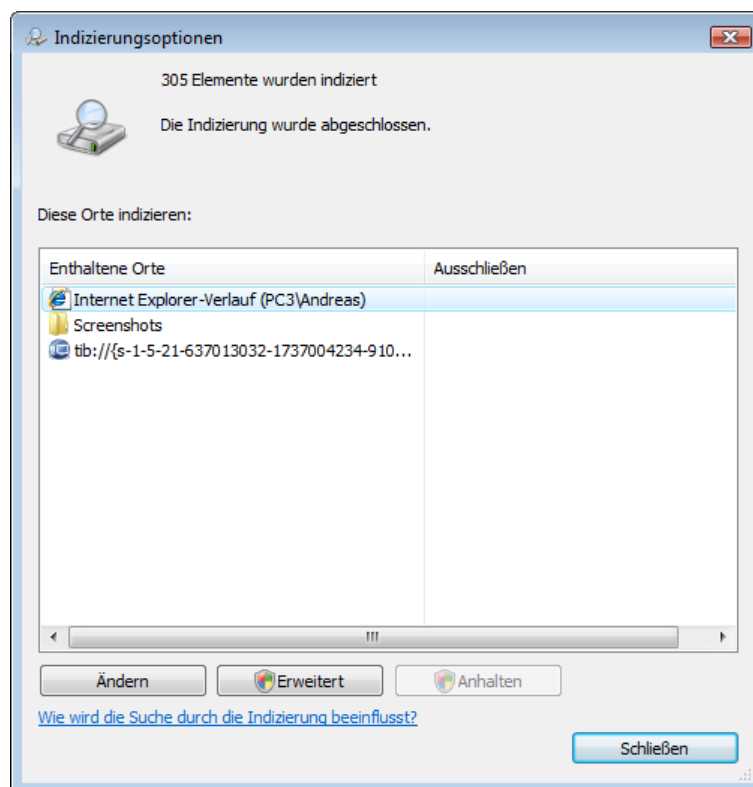 Indizierungsoptionen
305 Elemente wurden indiziert
Die Indizierung wurde abgeschlossen.
Diese Orte indizieren:
Enthaltene Orte Ausschließen
Internet Explorer-Verlauf (PC3\Andreas)
Screenshots
tib://{s-1-5-21-637013032-1737004234-910...
Ändern Erweitert Anhalten
Wie wird die Suche durch die Indizierung beeinflusst?
Schließen